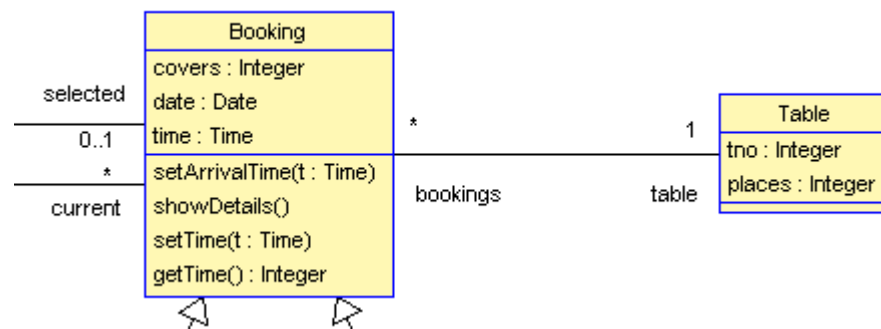 Booking
covers : Integer
date : Date
time : Time
setArrivalTime(t : Time)
showDetails()
setTime(t : Time)
getTime() : Integer
selected
0..1
*
current
*
1
bookings
table
Table
tno : Integer
places : Integer